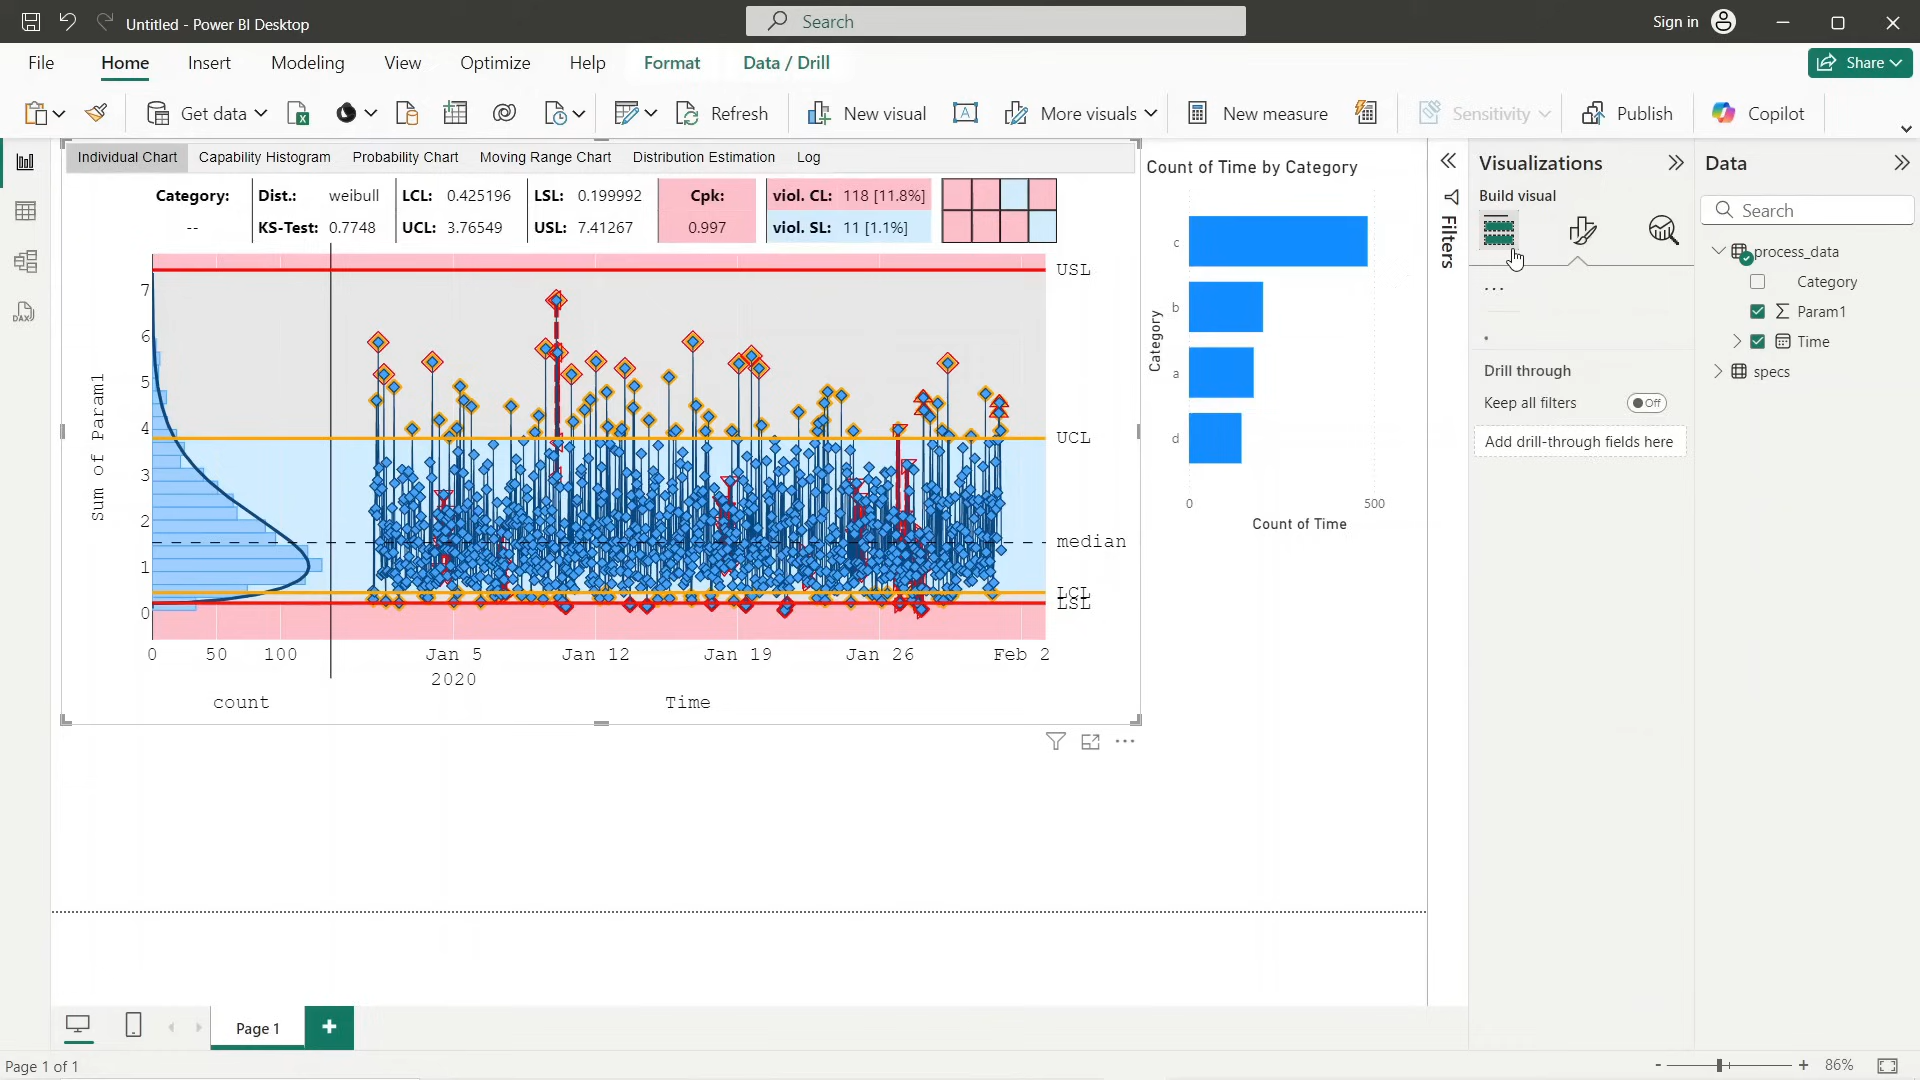 Untitled - Power BI Desktop
Search
Sign in
File Home Insert Modeling View Optimize Help Format Data / Drill
Share
Get data
Refresh
New visual
More visuals
New measure
Sensitivity
Publish
Copilot
DAX
Individual Chart Capability Histogram Probability Chart Moving Range Chart Distribution Estimation Log
Category: Dist.: weibull LCL: 0.425196 LSL: 0.199992 Cpk: viol. CL: 118 [11.8%]
-- KS-Test: 0.7748 UCL: 3.76549 USL: 7.41267 0.997 viol. SL: 11 [1.1%]
Sum of Param1
7
6
5
4
3
2
1
0
USL
UCL
median
LCL
LSL
0 50 100 Jan 5 Jan 12 Jan 19 Jan 26 Feb 2
2020
count Time
Count of Time by Category
Category
c
b
a
d
0 500
Count of Time
Filters
Visualizations
Build visual
...
Drill through
Keep all filters Off
Add drill-through fields here
Data
Search
process_data
Category
Param1
Time
specs
Page 1
Page 1 of 1
- + 86%